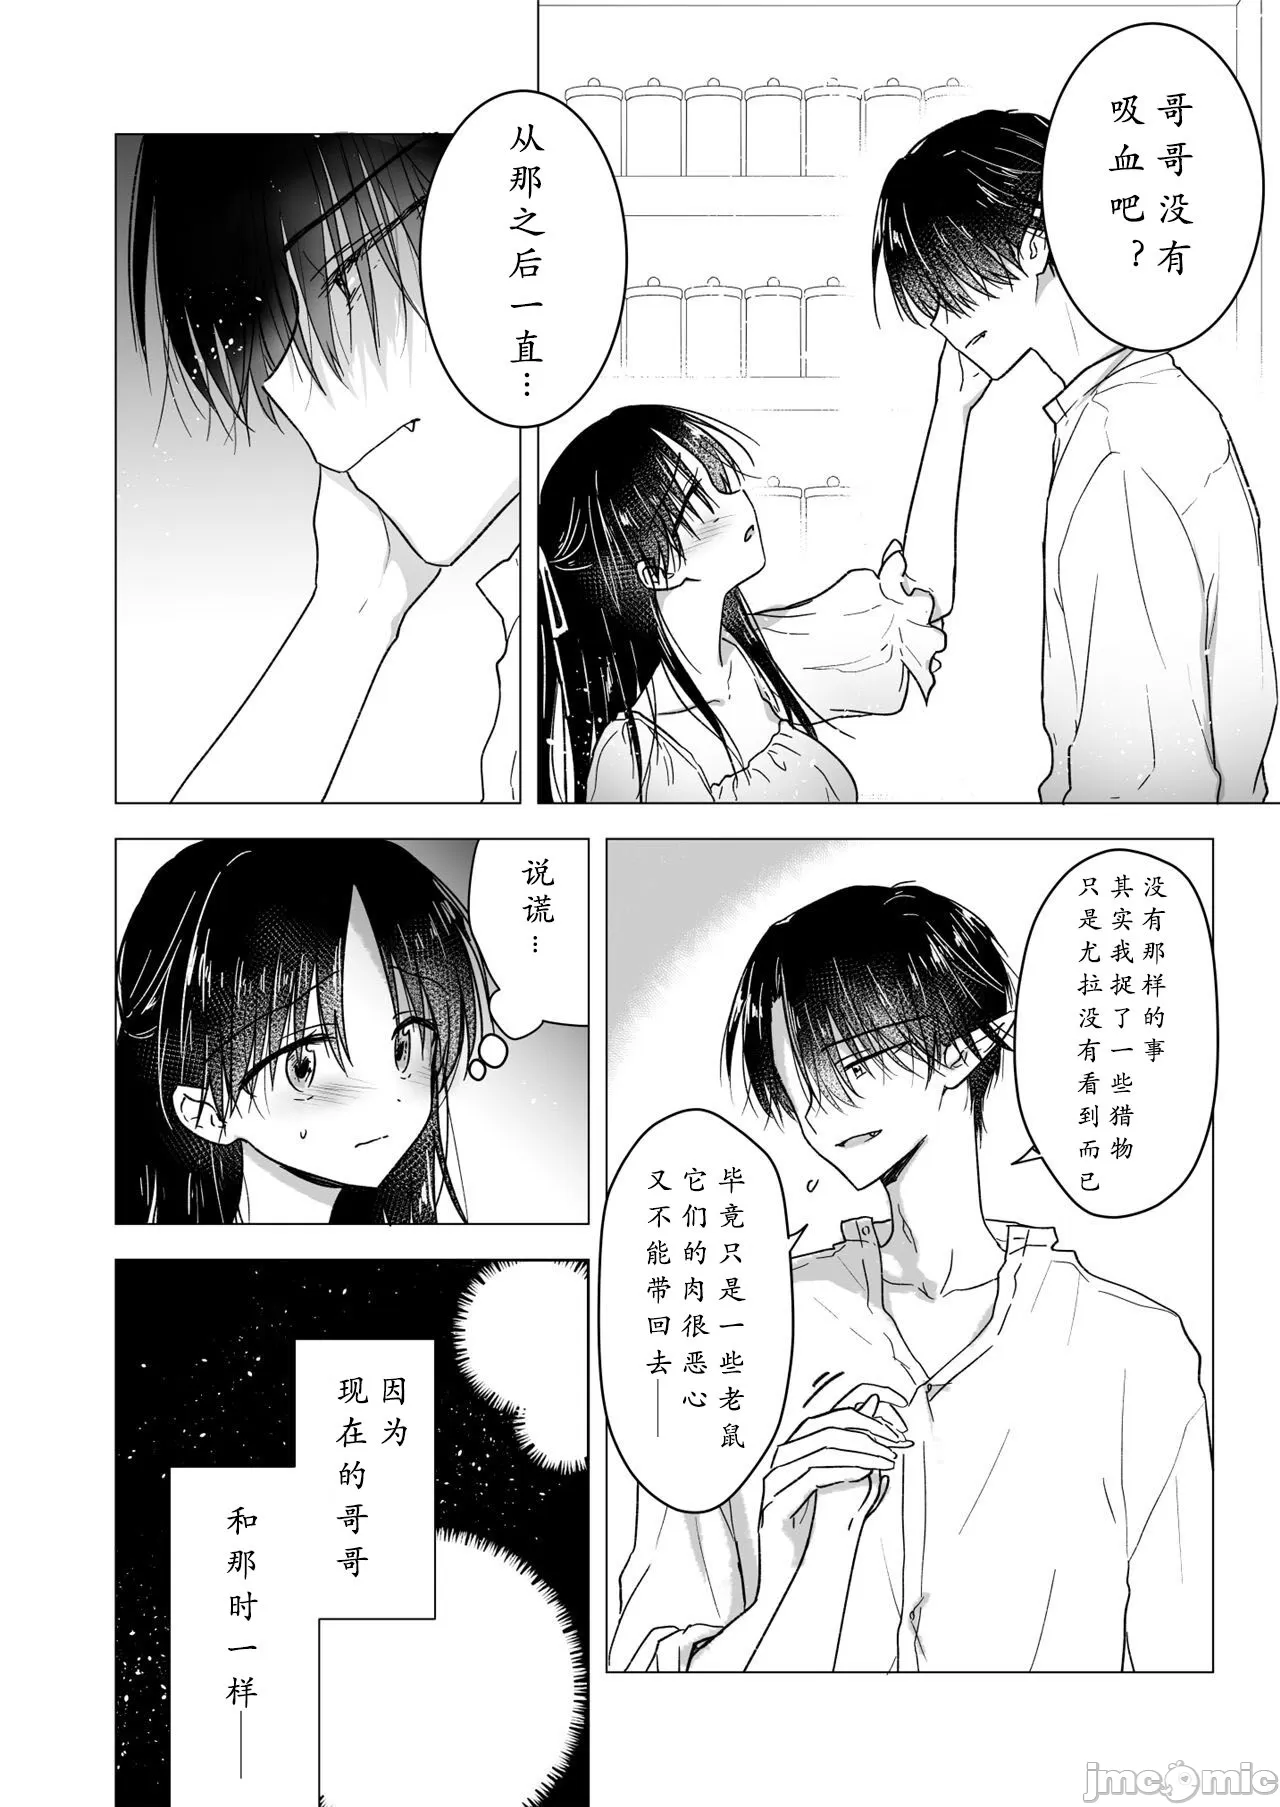 哥哥没有
吸血吧？
从那之后一直…
没有那样的事
其实我捉了一些猎物
只是尤拉没有看到而已
毕竟只是一些老鼠
它们的肉很恶心
又不能带回去——
说谎…
因为
现在的哥哥
和那时一样——
jmcomic